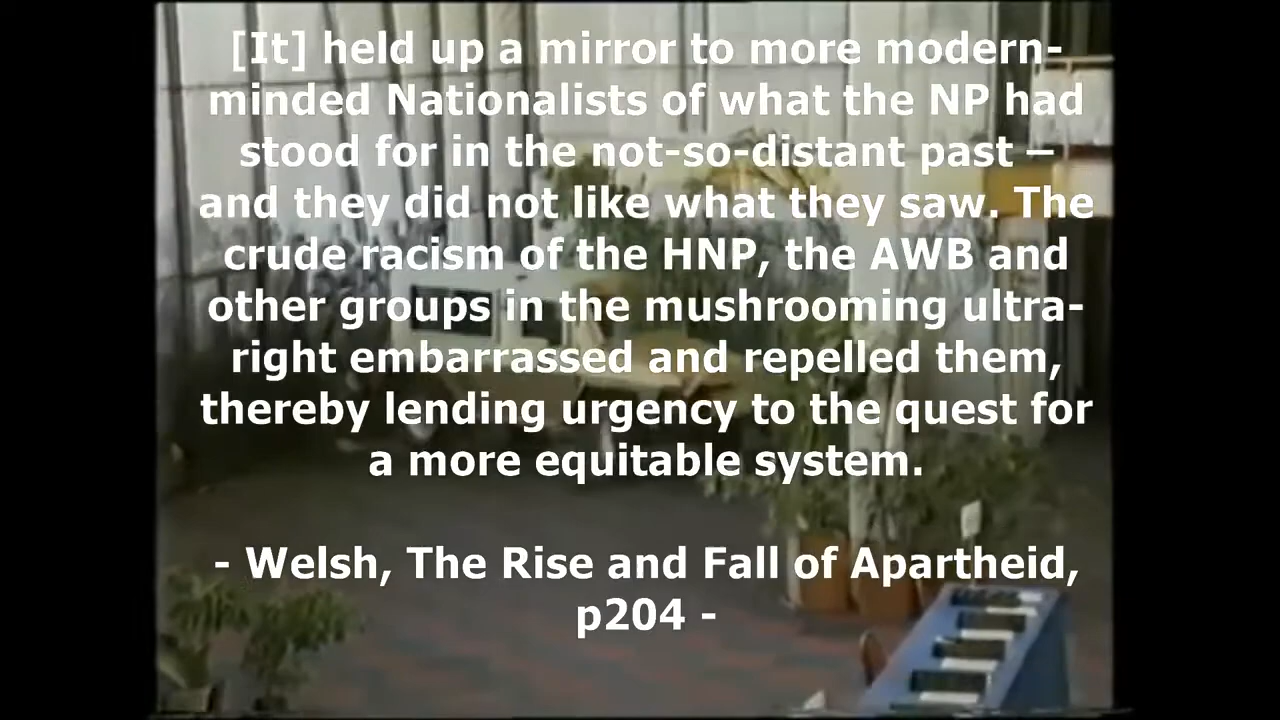 [It] held up a mirror to more modern-
minded Nationalists of what the NP had
stood for in the not-so-distant past –
and they did not like what they saw. The
crude racism of the HNP, the AWB and
other groups in the mushrooming ultra-
right embarrassed and repelled them,
thereby lending urgency to the quest for
a more equitable system.
- Welsh, The Rise and Fall of Apartheid,
p204 -